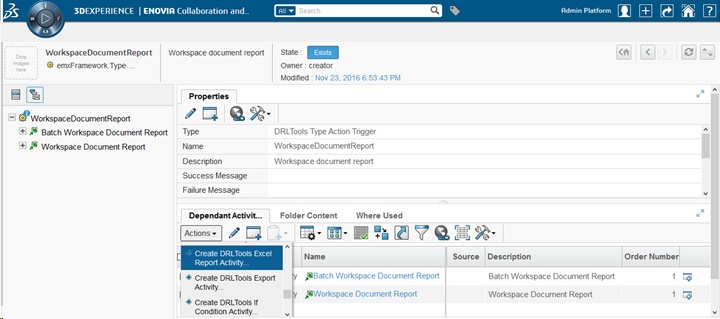 3DEXPERIENCE | ENOVIA Collaboration and..
All
Search
Admin Platform
Drop
images
here
WorkspaceDocumentReport
emxFramework.Type....
Workspace document report
State : Exists
Owner : creator
Modified : Nov 23, 2016 6:53:43 PM
WorkspaceDocumentReport
Batch Workspace Document Report
Workspace Document Report
Properties
Type DRLTools Type Action Trigger
Name WorkspaceDocumentReport
Description Workspace document report
Success Message
Failure Message
Dependant Activit... Folder Content Where Used
Actions
Create DRLTools Excel
Report Activity...
Create DRLTools Export
Activity...
Create DRLTools If
Condition Activity...
Name Source Description Order Number
Batch Workspace Document Report Batch Workspace Document Report 1
Workspace Document Report Workspace Document Report 1